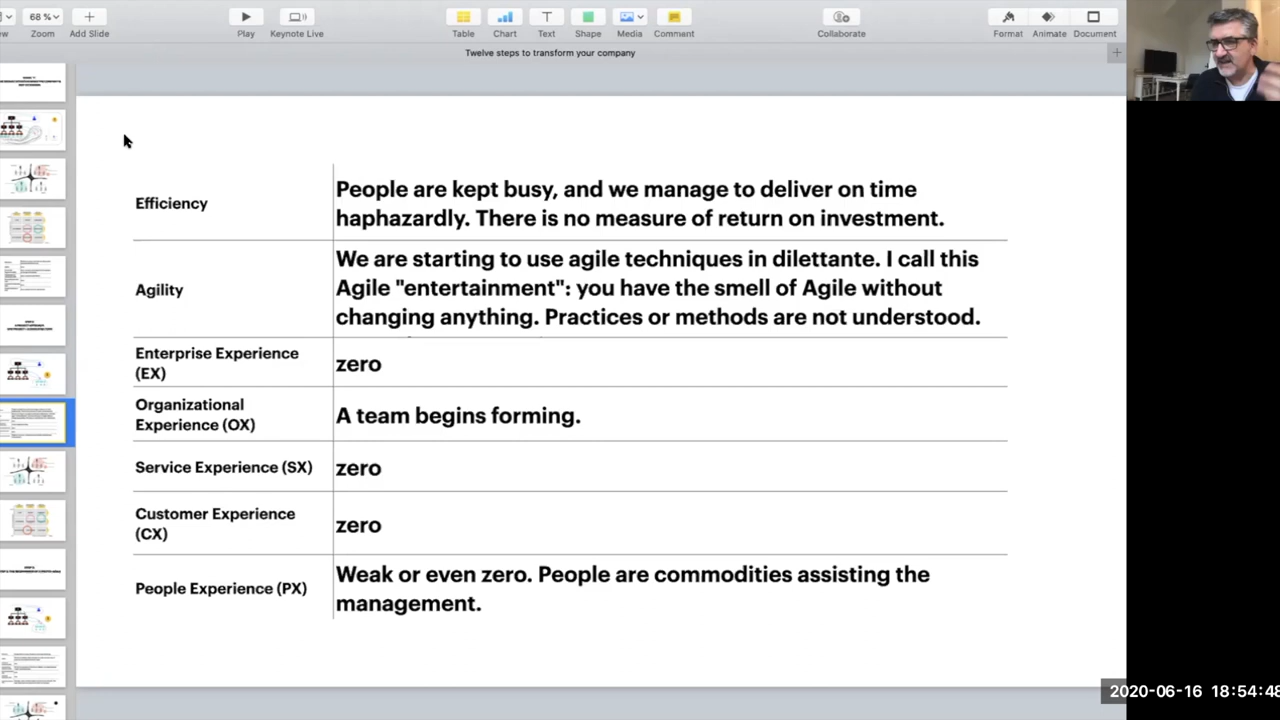 68 %
Zoom
Add Slide
Play
Keynote Live
Table
Chart
Text
Shape
Media
Comment
Collaborate
Format
Animate
Document
Twelve steps to transform your company
Efficiency
People are kept busy, and we manage to deliver on time
haphazardly. There is no measure of return on investment.
Agility
We are starting to use agile techniques in dilettante. I call this
Agile "entertainment": you have the smell of Agile without
changing anything. Practices or methods are not understood.
Enterprise Experience
(EX)
zero
Organizational
Experience (OX)
A team begins forming.
Service Experience (SX)
zero
Customer Experience
(CX)
zero
People Experience (PX)
Weak or even zero. People are commodities assisting the
management.
2020-06-16 18:54:48